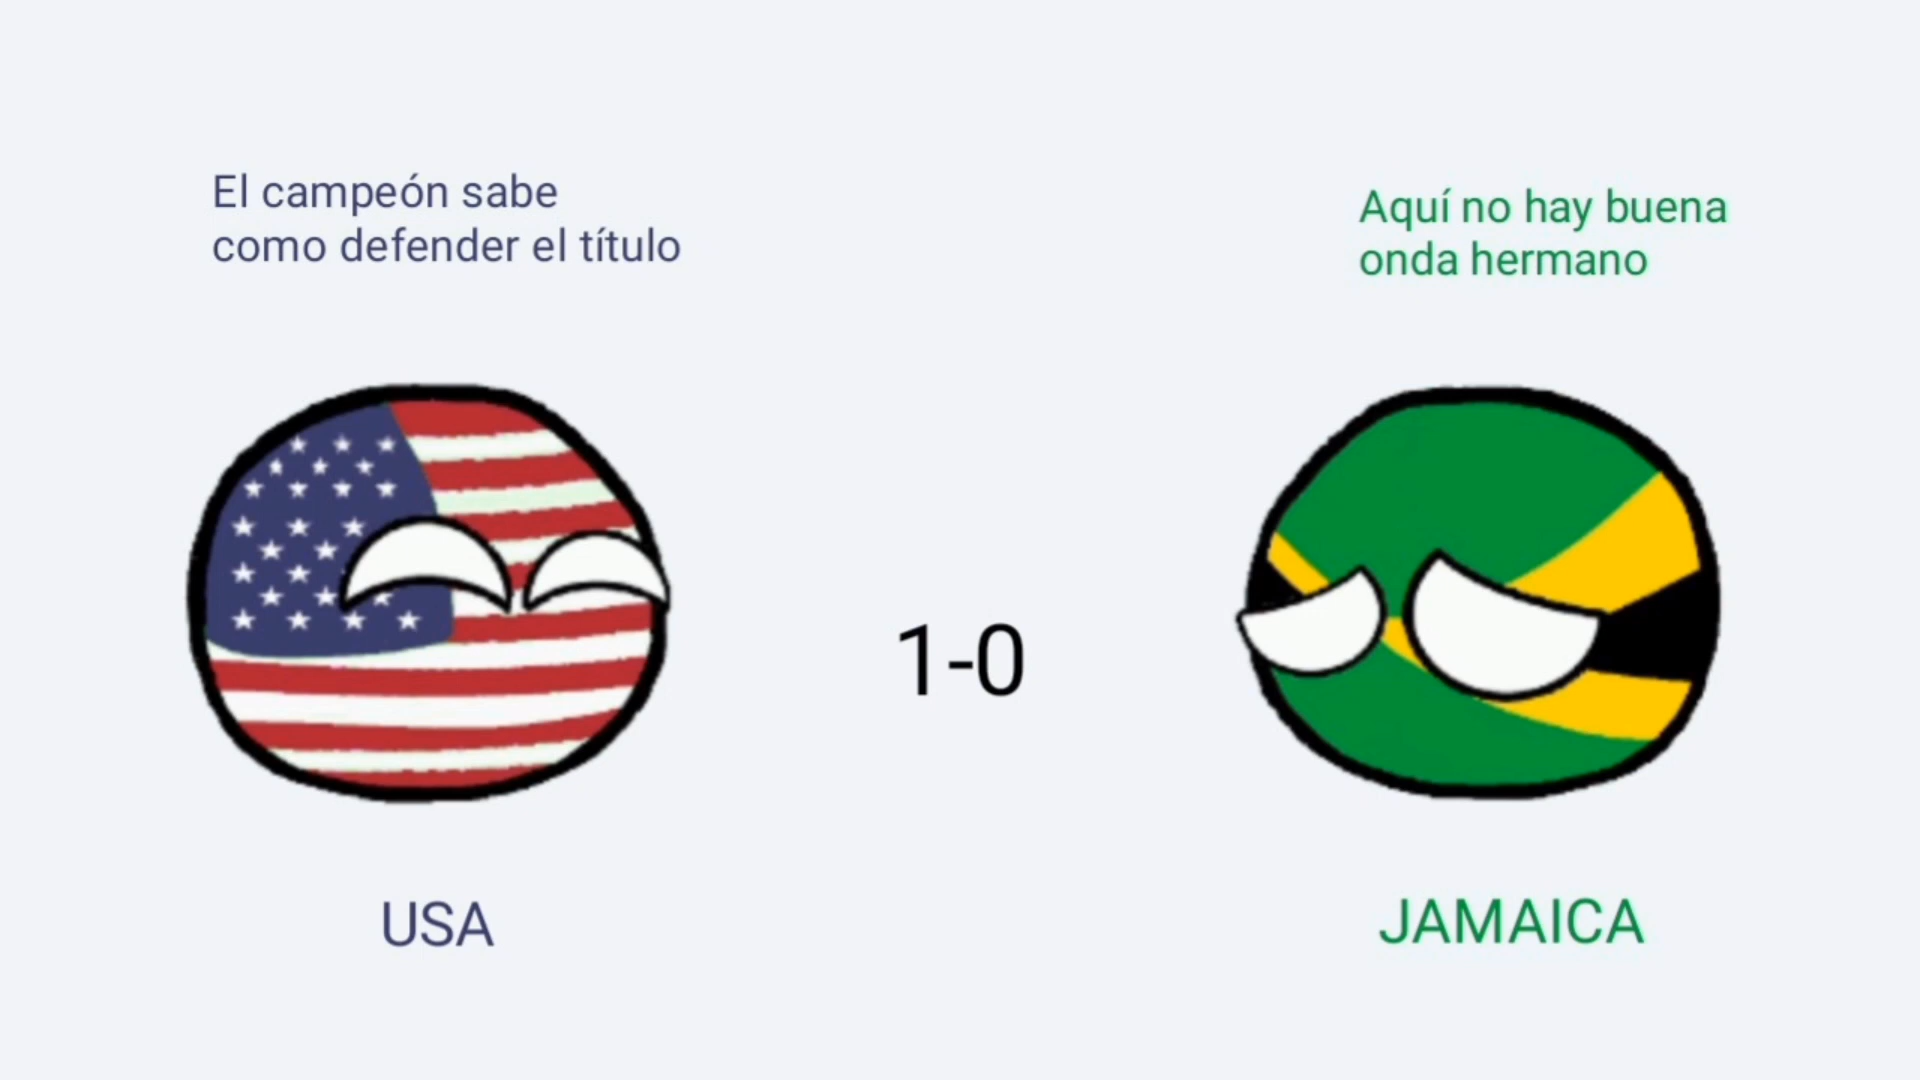 El campeón sabe
como defender el título
Aquí no hay buena
onda hermano
1-0
USA
JAMAICA